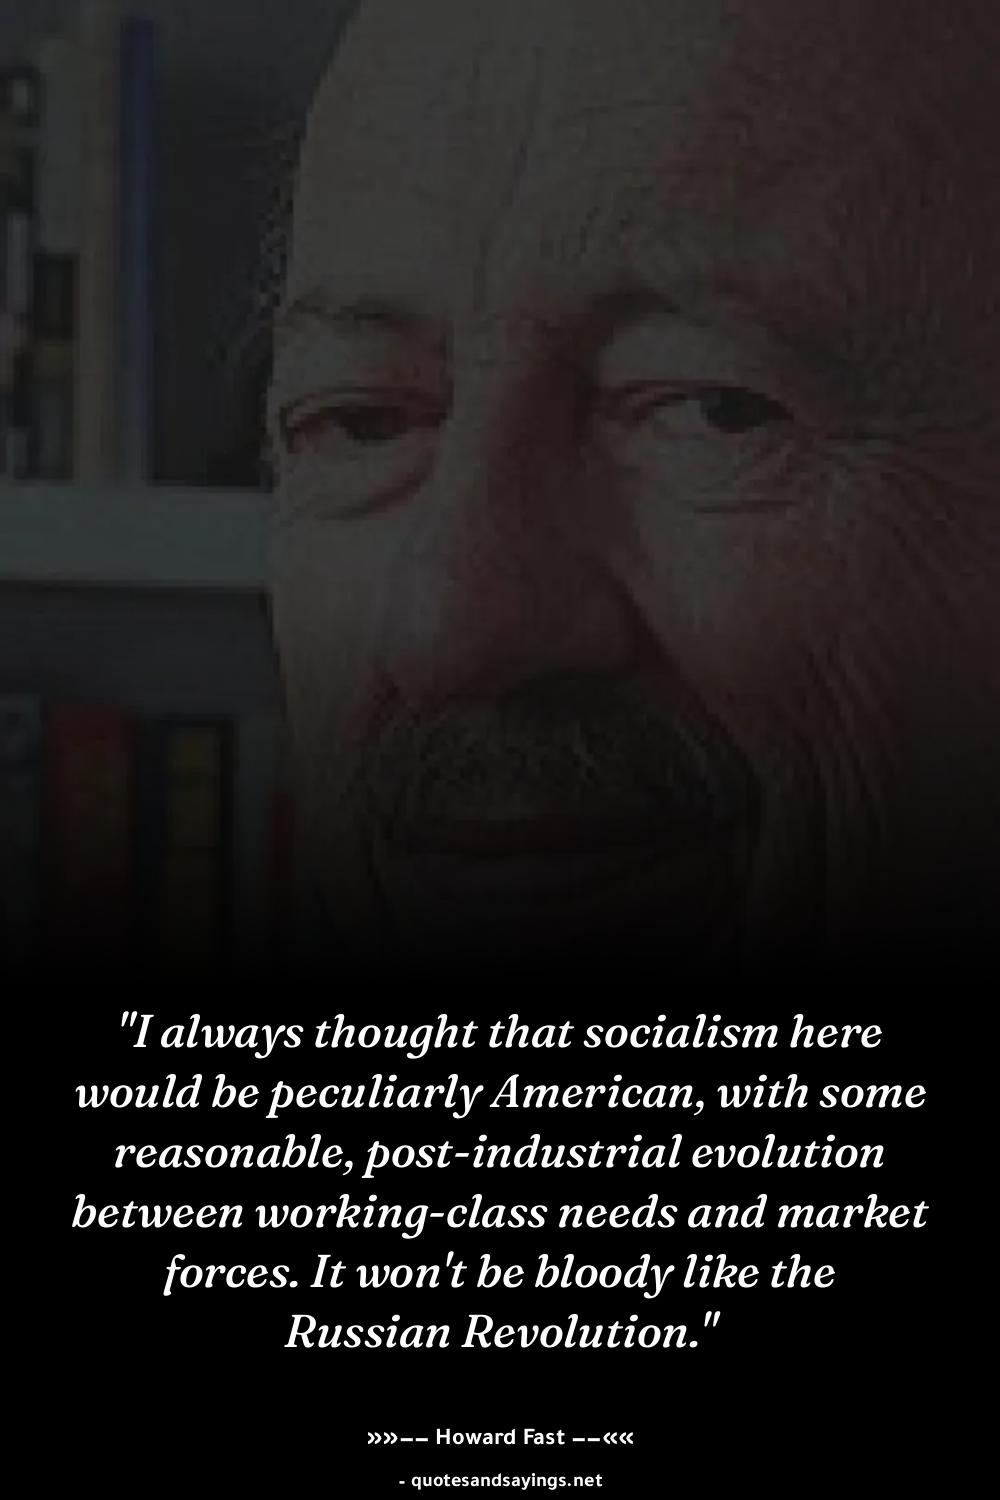 "I always thought that socialism here
would be peculiarly American, with some
reasonable, post-industrial evolution
between working-class needs and market
forces. It won't be bloody like the
Russian Revolution."
»»—— Howard Fast ——««
- quotesandsayings.net